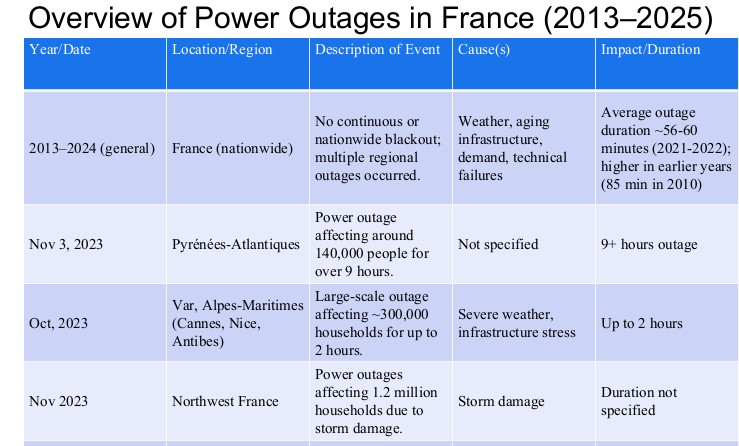 Overview of Power Outages in France (2013–2025)
Year/Date
Location/Region
Description of Event
Cause(s)
Impact/Duration
2013–2024 (general)
France (nationwide)
No continuous or
nationwide blackout;
multiple regional
outages occurred.
Weather, aging
infrastructure,
demand, technical
failures
Average outage
duration ~56-60
minutes (2021-2022);
higher in earlier years
(85 min in 2010)
Nov 3, 2023
Pyrénées-Atlantiques
Power outage
affecting around
140,000 people for
over 9 hours.
Not specified
9+ hours outage
Oct, 2023
Var, Alpes-Maritimes
(Cannes, Nice,
Antibes)
Large-scale outage
affecting ~300,000
households for up to
2 hours.
Severe weather,
infrastructure stress
Up to 2 hours
Nov 2023
Northwest France
Power outages
affecting 1.2 million
households due to
storm damage.
Storm damage
Duration not
specified